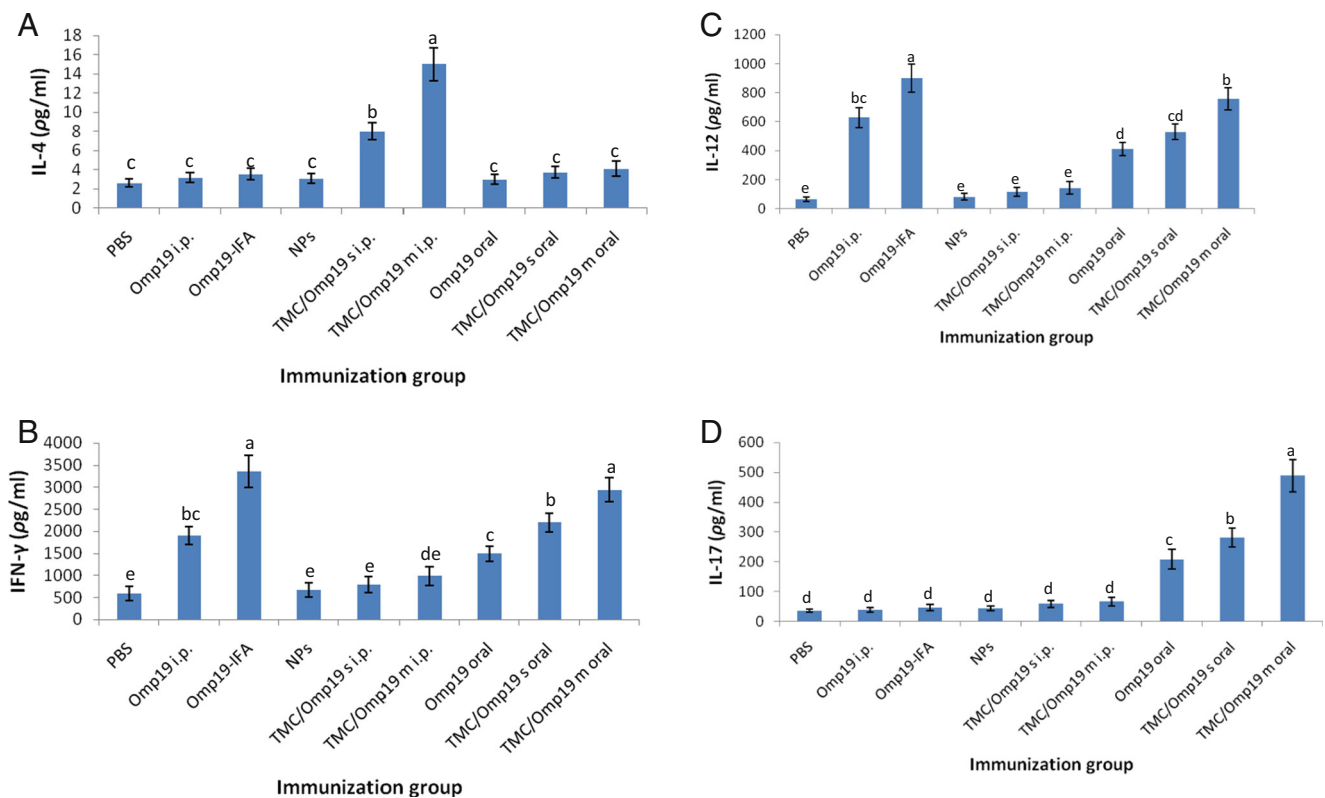 A
IL-4 (ρg/ml)
18
16
14
12
10
8
6
4
2
0
c
c
c
c
b
a
c
c
c
PBS
Omp19 i.p.
Omp19-IFA
NPs
TMC/Omp19 s i.p.
TMC/Omp19 m i.p.
Omp19 oral
TMC/Omp19 s oral
TMC/Omp19 m oral
Immunization group
C
IL-12 (ρg/ml)
1200
1000
800
600
400
200
0
e
bc
a
e
e
e
d
cd
b
PBS
Omp19 i.p.
Omp19-IFA
NPs
TMC/Omp19 s i.p.
TMC/Omp19 m i.p.
Omp19 oral
TMC/Omp19 s oral
TMC/Omp19 m oral
Immunization group
B
IFN-γ (ρg/ml)
4000
3500
3000
2500
2000
1500
1000
500
0
e
bc
a
e
e
de
c
b
a
PBS
Omp19 i.p.
Omp19-IFA
NPs
TMC/Omp19 s i.p.
TMC/Omp19 m i.p.
Omp19 oral
TMC/Omp19 s oral
TMC/Omp19 m oral
Immunization group
D
IL-17 (ρg/ml)
600
500
400
300
200
100
0
d
d
d
d
d
d
c
b
a
PBS
Omp19 i.p.
Omp19-IFA
NPs
TMC/Omp19 s i.p.
TMC/Omp19 m i.p.
Omp19 oral
TMC/Omp19 s oral
TMC/Omp19 m oral
Immunization group